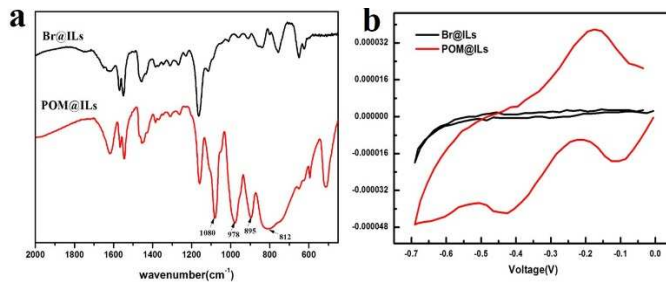 a
Br@ILs
POM@ILs
1080
978
895
812
2000 1800 1600 1400 1200 1000 800 600
wavenumber(cm-1)
b
Br@ILs
POM@ILs
0.000032
0.000016
0.000000
-0.000016
-0.000032
-0.000048
-0.7 -0.6 -0.5 -0.4 -0.3 -0.2 -0.1 0.0
Voltage(V)